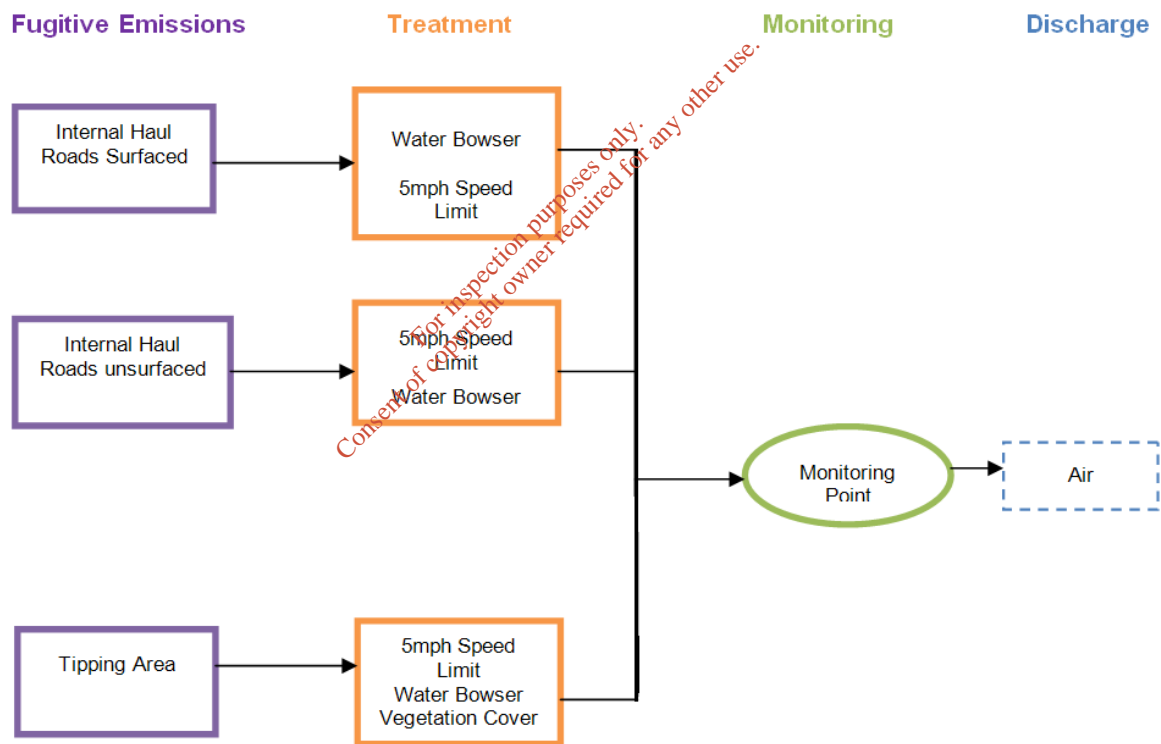 Fugitive Emissions
Treatment
Monitoring
Discharge
Internal Haul
Roads Surfaced
Water Bowser
5mph Speed
Limit
Internal Haul
Roads unsurfaced
5mph Speed
Limit
Water Bowser
Monitoring
Point
Air
Tipping Area
5mph Speed
Limit
Water Bowser
Vegetation Cover
For inspection purposes only.
Consent of copyright owner required for any other use.